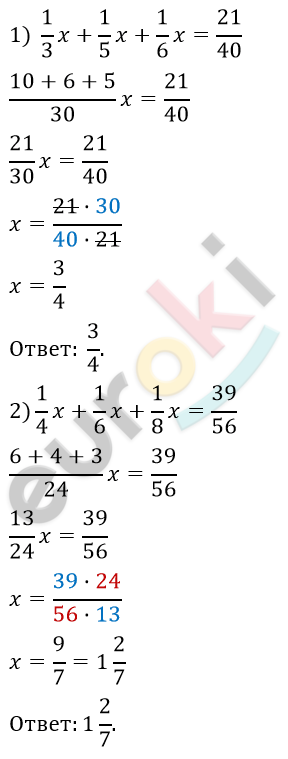 1) 1/3 x + 1/5 x + 1/6 x = 21/40
(10 + 6 + 5)/30 x = 21/40
21/30 x = 21/40
x = (21 · 30)/(40 · 21)
x = 3/4
Ответ: 3/4.
2) 1/4 x + 1/6 x + 1/8 x = 39/56
(6 + 4 + 3)/24 x = 39/56
13/24 x = 39/56
x = (39 · 24)/(56 · 13)
x = 9/7 = 1 2/7
Ответ: 1 2/7.
euroki